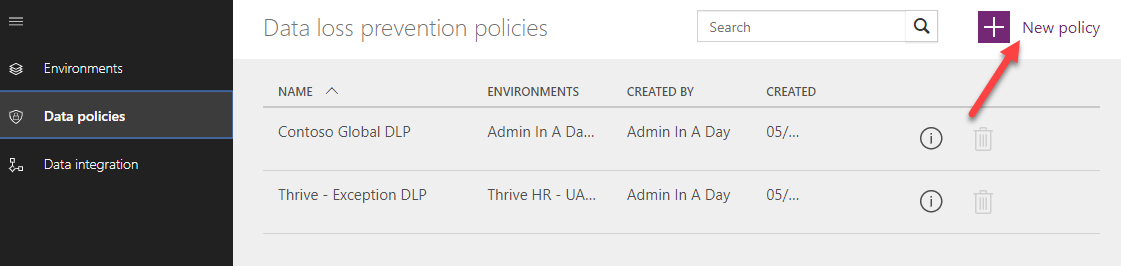 Data loss prevention policies
Search
New policy
Environments
Data policies
Data integration
NAME ENVIRONMENTS CREATED BY CREATED
Contoso Global DLP Admin In A Da... Admin In A Day 05/...
Thrive - Exception DLP Thrive HR - UA... Admin In A Day 05/...